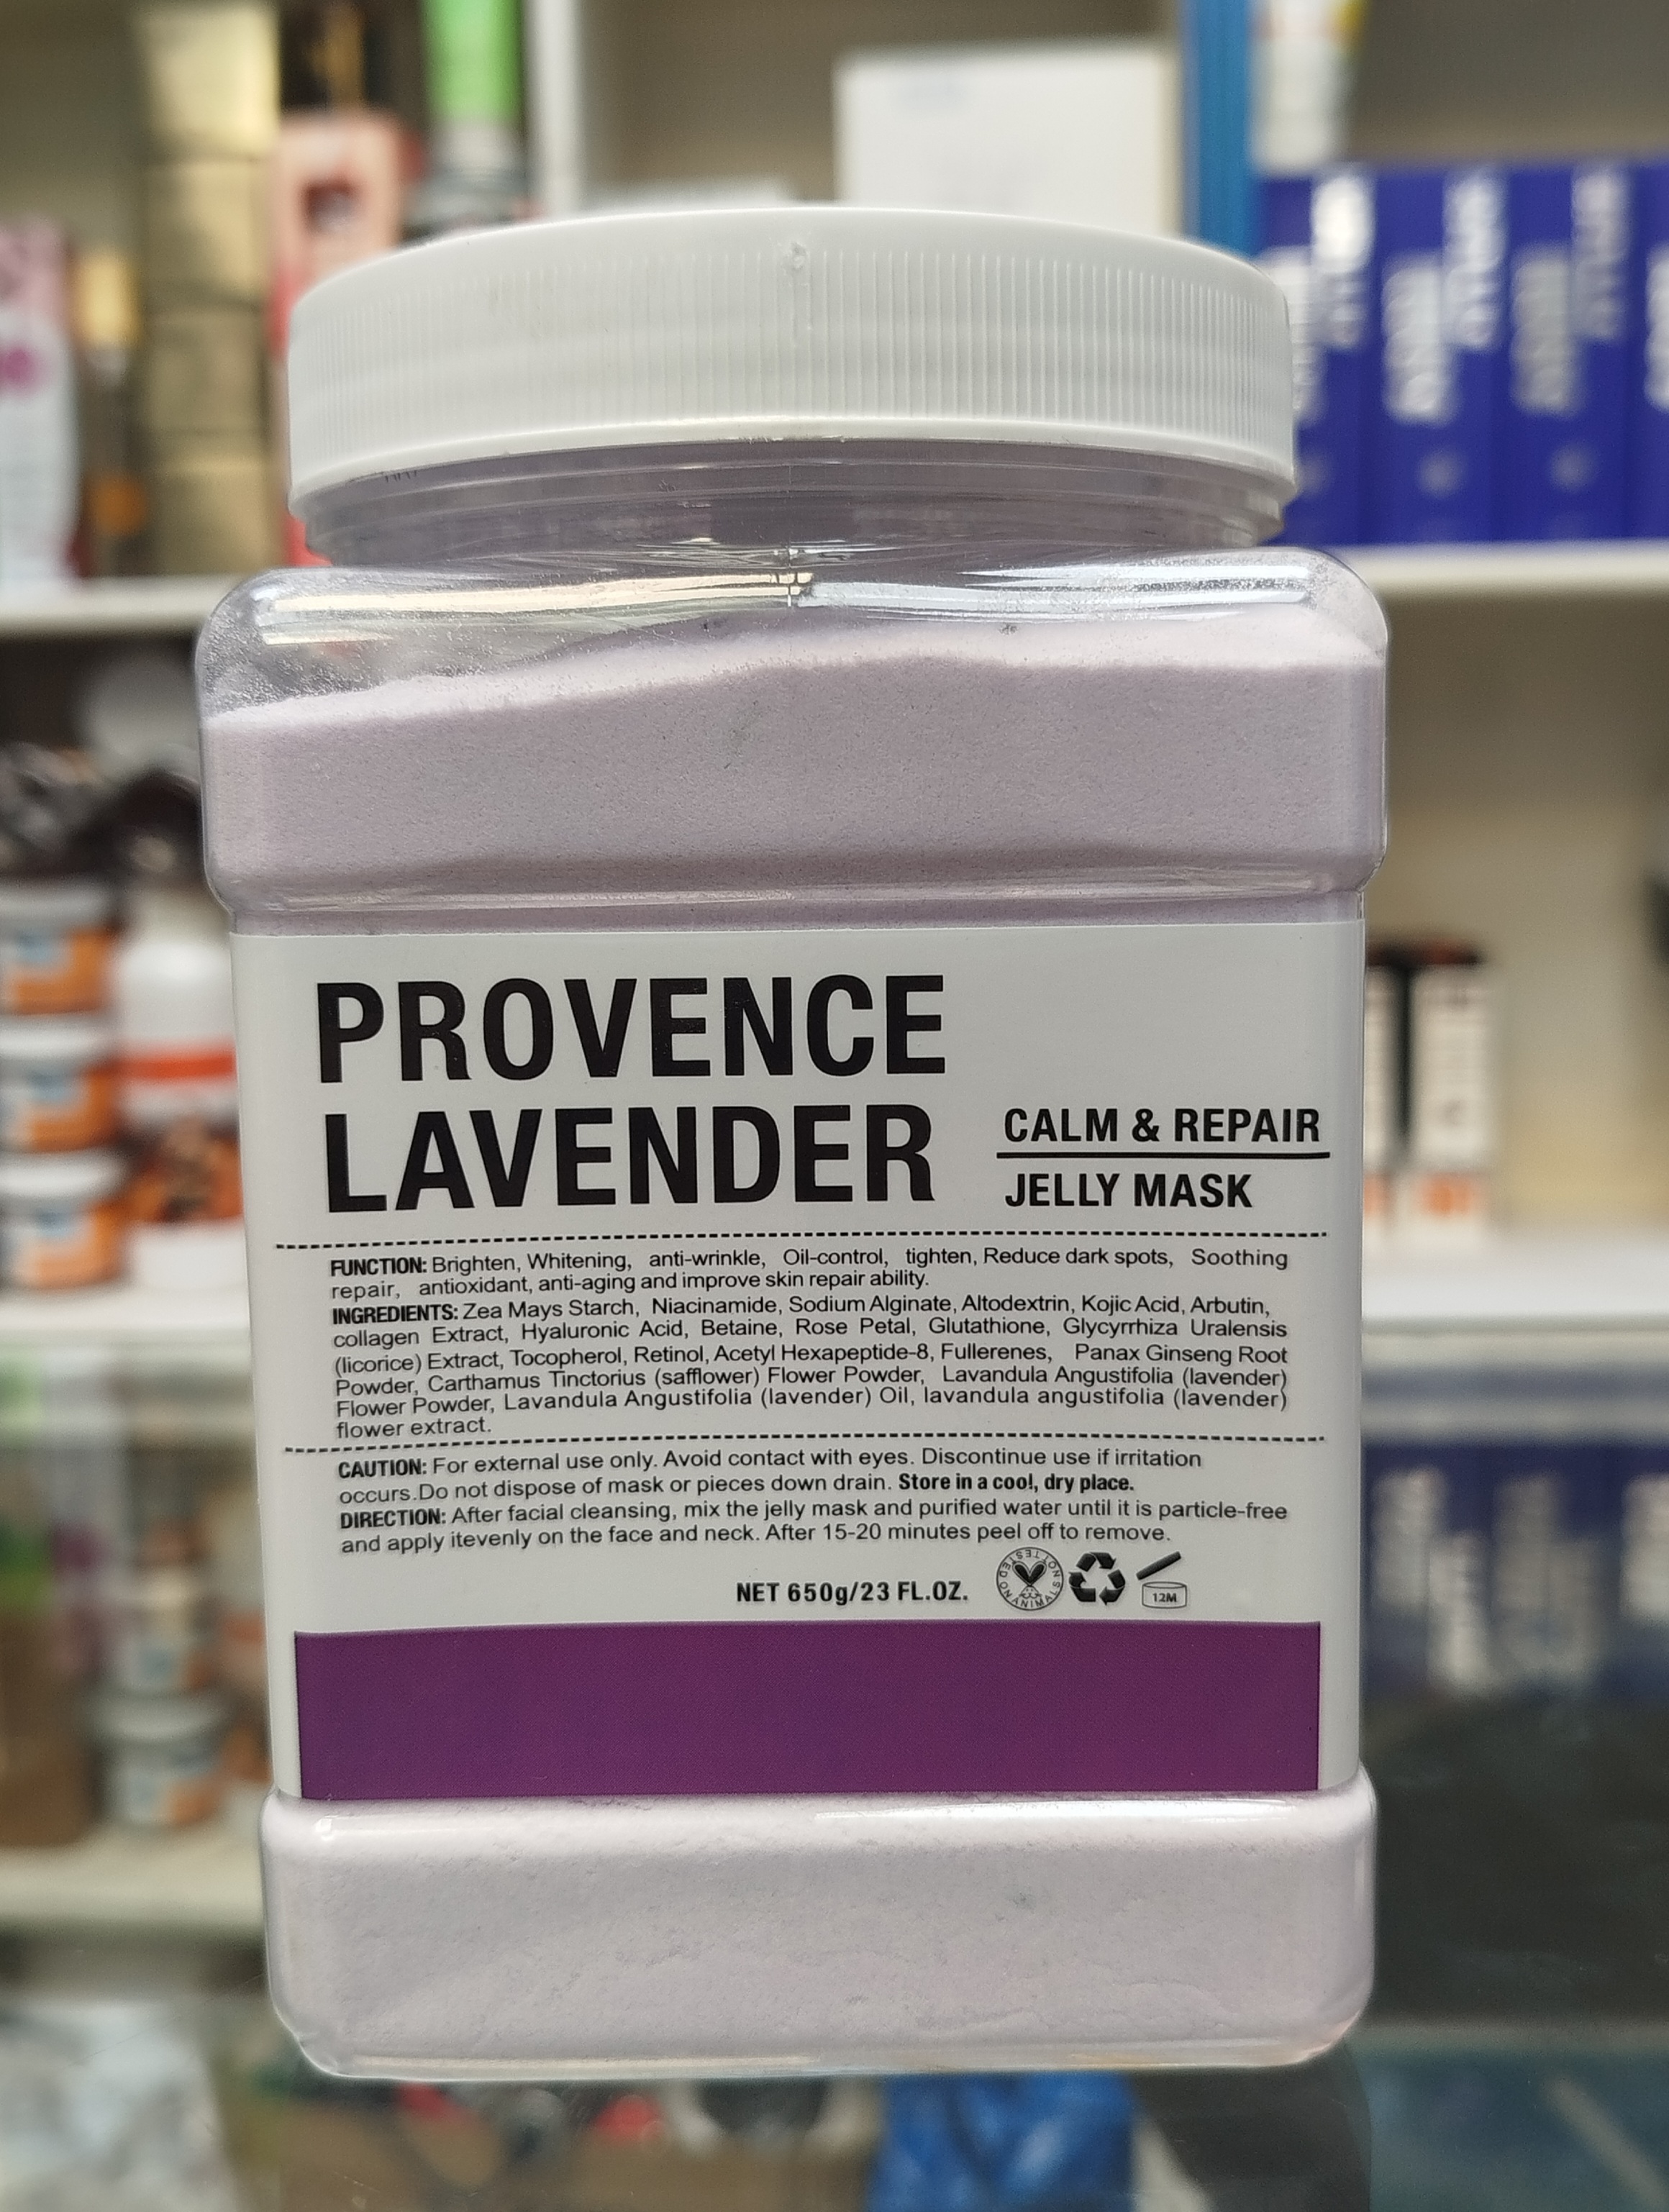 PROVENCE
LAVENDER
CALM & REPAIR
JELLY MASK
FUNCTION: Brighten, Whitening, anti-wrinkle, Oil-control, tighten, Reduce dark spots, Soothing
repair, antioxidant, anti-aging and improve skin repair ability.
INGREDIENTS: Zea Mays Starch, Niacinamide, Sodium Alginate, Altodextrin, Kojic Acid, Arbutin,
collagen Extract, Hyaluronic Acid, Betaine, Rose Petal, Glutathione, Glycyrrhiza Uralensis
(licorice) Extract, Tocopherol, Retinol, Acetyl Hexapeptide-8, Fullerenes, Panax Ginseng Root
Powder, Carthamus Tinctorius (safflower) Flower Powder, Lavandula Angustifolia (lavender)
Flower Powder, Lavandula Angustifolia (lavender) Oil, lavandula angustifolia (lavender)
flower extract.
CAUTION: For external use only. Avoid contact with eyes. Discontinue use if irritation
occurs.Do not dispose of mask or pieces down drain. Store in a cool, dry place.
DIRECTION: After facial cleansing, mix the jelly mask and purified water until it is particle-free
and apply itevenly on the face and neck. After 15-20 minutes peel off to remove.
NET 650g/23 FL.OZ.
NOT TESTED ON ANIMALS
12M